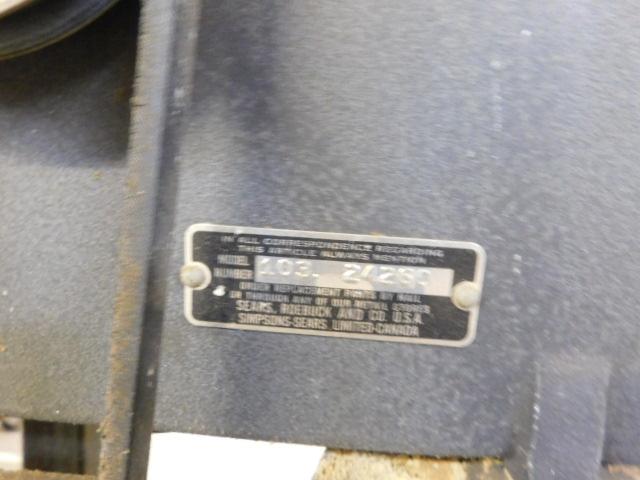 IN ALL CORRESPONDENCE REGARDING
THIS ARTICLE ALWAYS MENTION
MODEL NUMBER 103.
ORDER REPLACEMENT PARTS BY MAIL
OR THROUGH ANY OF OUR RETAIL STORES
SEARS, ROEBUCK AND CO. U.S.A.
SIMPSONS-SEARS LIMITED-CANADA